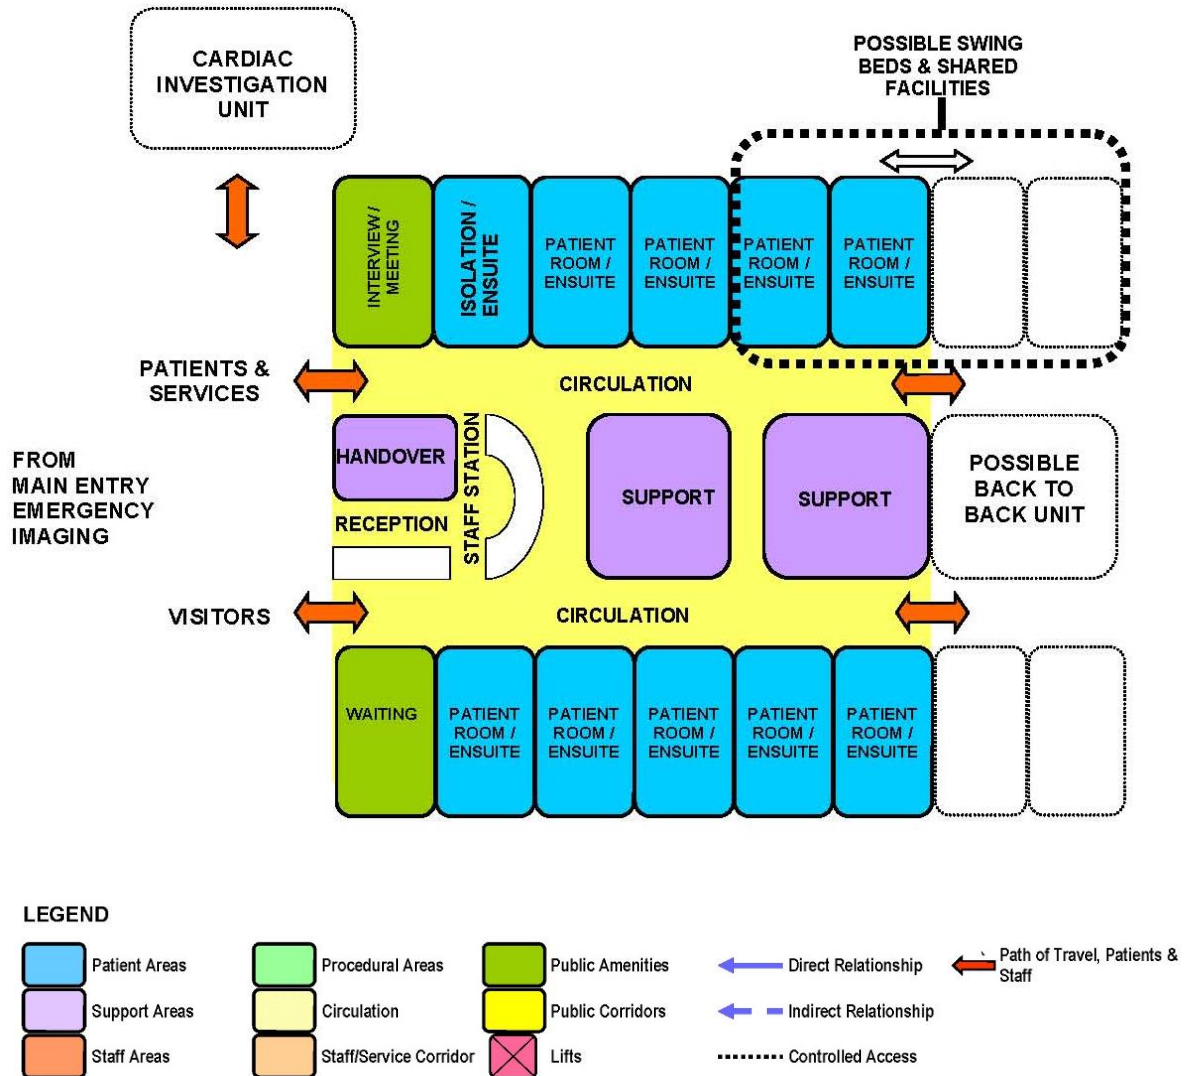 CARDIAC
INVESTIGATION
UNIT
POSSIBLE SWING
BEDS & SHARED
FACILITIES
INTERVIEW /
MEETING
ISOLATION /
ENSUITE
PATIENT
ROOM /
ENSUITE
PATIENT
ROOM /
ENSUITE
PATIENT
ROOM /
ENSUITE
PATIENT
ROOM /
ENSUITE
PATIENTS &
SERVICES
CIRCULATION
FROM
MAIN ENTRY
EMERGENCY
IMAGING
HANDOVER
RECEPTION
STAFF STATION
SUPPORT
SUPPORT
POSSIBLE
BACK TO
BACK UNIT
VISITORS
CIRCULATION
WAITING
PATIENT
ROOM /
ENSUITE
PATIENT
ROOM /
ENSUITE
PATIENT
ROOM /
ENSUITE
PATIENT
ROOM /
ENSUITE
PATIENT
ROOM /
ENSUITE
LEGEND
Patient Areas
Support Areas
Staff Areas
Procedural Areas
Circulation
Staff/Service Corridor
Public Amenities
Public Corridors
Lifts
Direct Relationship
Indirect Relationship
Controlled Access
Path of Travel, Patients &
Staff